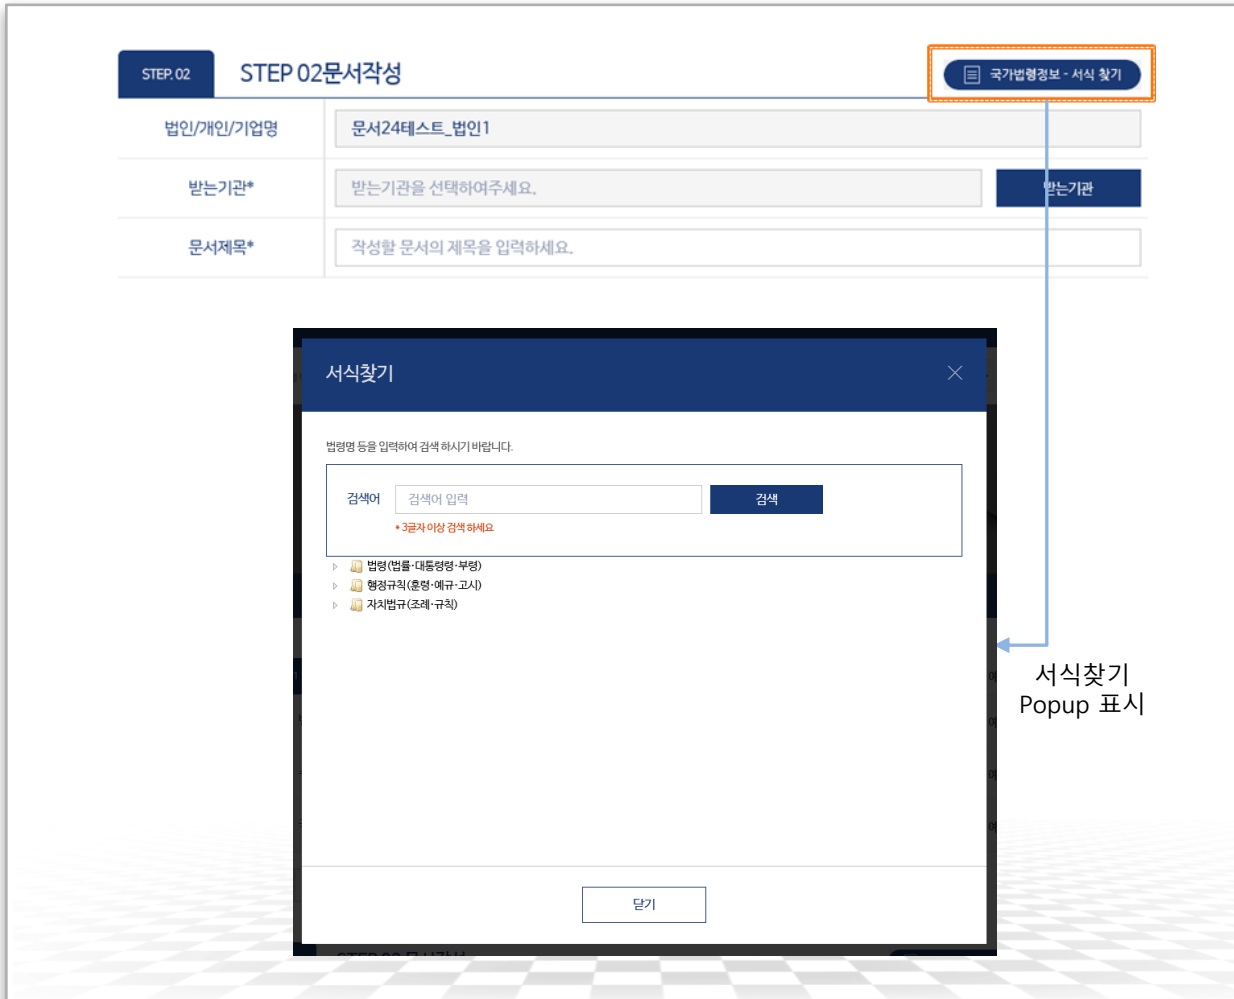 STEP. 02
STEP 02문서작성
국가법령정보 - 서식 찾기
법인/개인/기업명
문서24테스트_법인1
받는기관*
받는기관을 선택하여주세요.
받는기관
문서제목*
작성할 문서의 제목을 입력하세요.
서식찾기
법령명 등을 입력하여 검색 하시기 바랍니다.
검색어
검색어 입력
검색
* 3글자 이상 검색 하세요
법령(법률·대통령령·부령)
행정규칙(훈령·예규·고시)
자치법규(조례·규칙)
서식찾기
Popup 표시
닫기